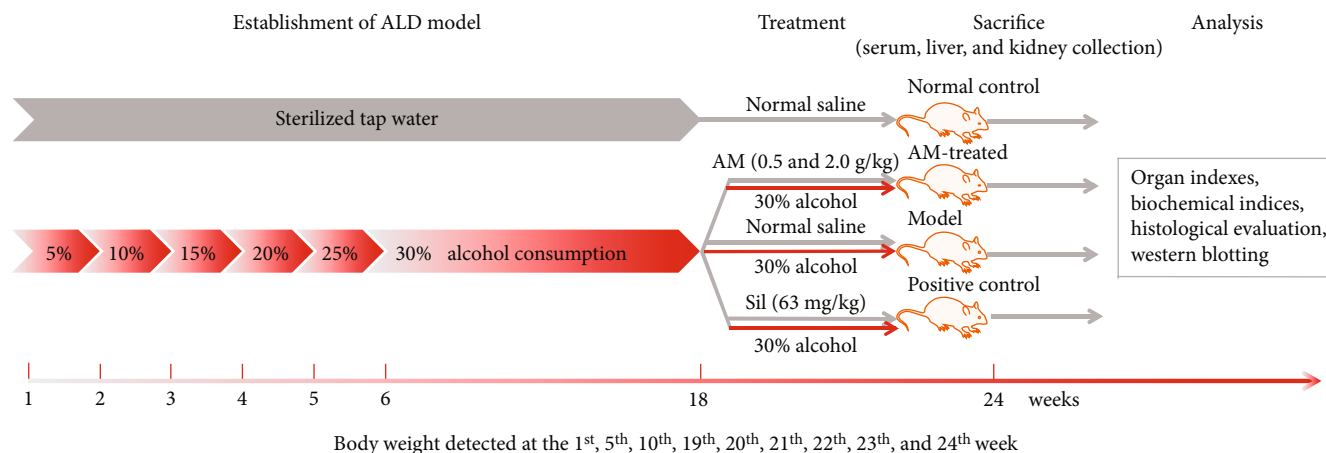 Establishment of ALD model
Treatment
Sacrifice
(serum, liver, and kidney collection)
Analysis
Sterilized tap water
Normal saline
Normal control
AM (0.5 and 2.0 g/kg)
30% alcohol
AM-treated
5%
10%
15%
20%
25%
30%
alcohol consumption
Normal saline
30% alcohol
Model
Sil (63 mg/kg)
30% alcohol
Positive control
Organ indexes,
biochemical indices,
histological evaluation,
western blotting
1
2
3
4
5
6
18
24
weeks
Body weight detected at the 1st, 5th, 10th, 19th, 20th, 21th, 22th, 23th, and 24th week